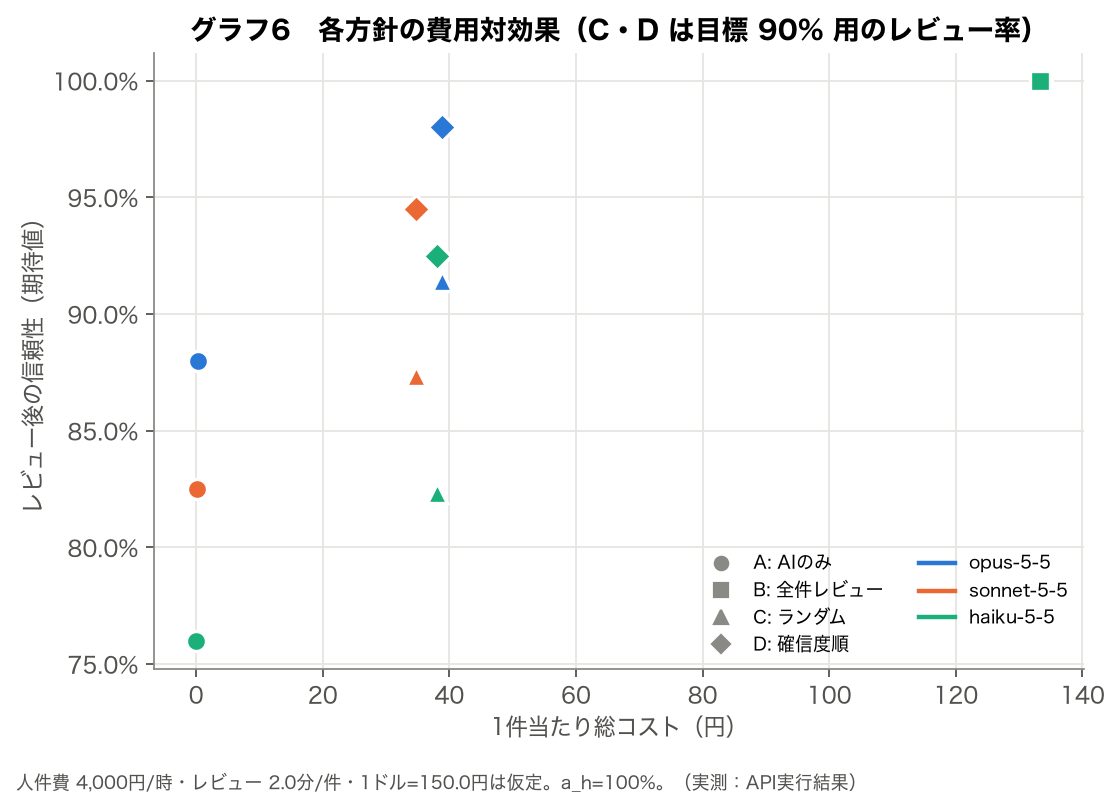 グラフ6　各方針の費用対効果（C・D は目標 90% 用のレビュー率）
100.0%
95.0%
90.0%
85.0%
80.0%
75.0%
レビュー後の信頼性（期待値）
A: AIのみ
B: 全件レビュー
C: ランダム
D: 確信度順
opus-5-5
sonnet-5-5
haiku-5-5
0 20 40 60 80 100 120 140
1件当たり総コスト（円）
人件費 4,000円/時・レビュー 2.0分/件・1ドル=150.0円は仮定。a_h=100%。（実測：API実行結果）